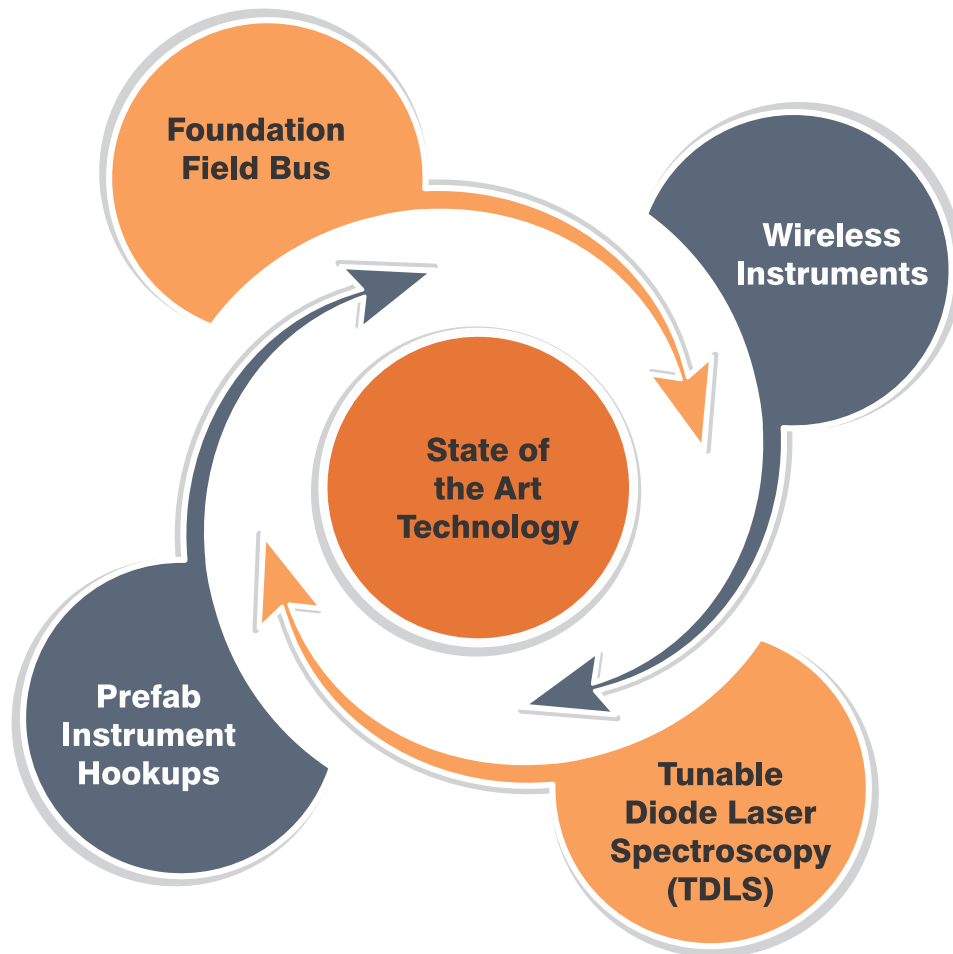 Foundation
Field Bus
Wireless
Instruments
State of
the Art
Technology
Prefab
Instrument
Hookups
Tunable
Diode Laser
Spectroscopy
(TDLS)